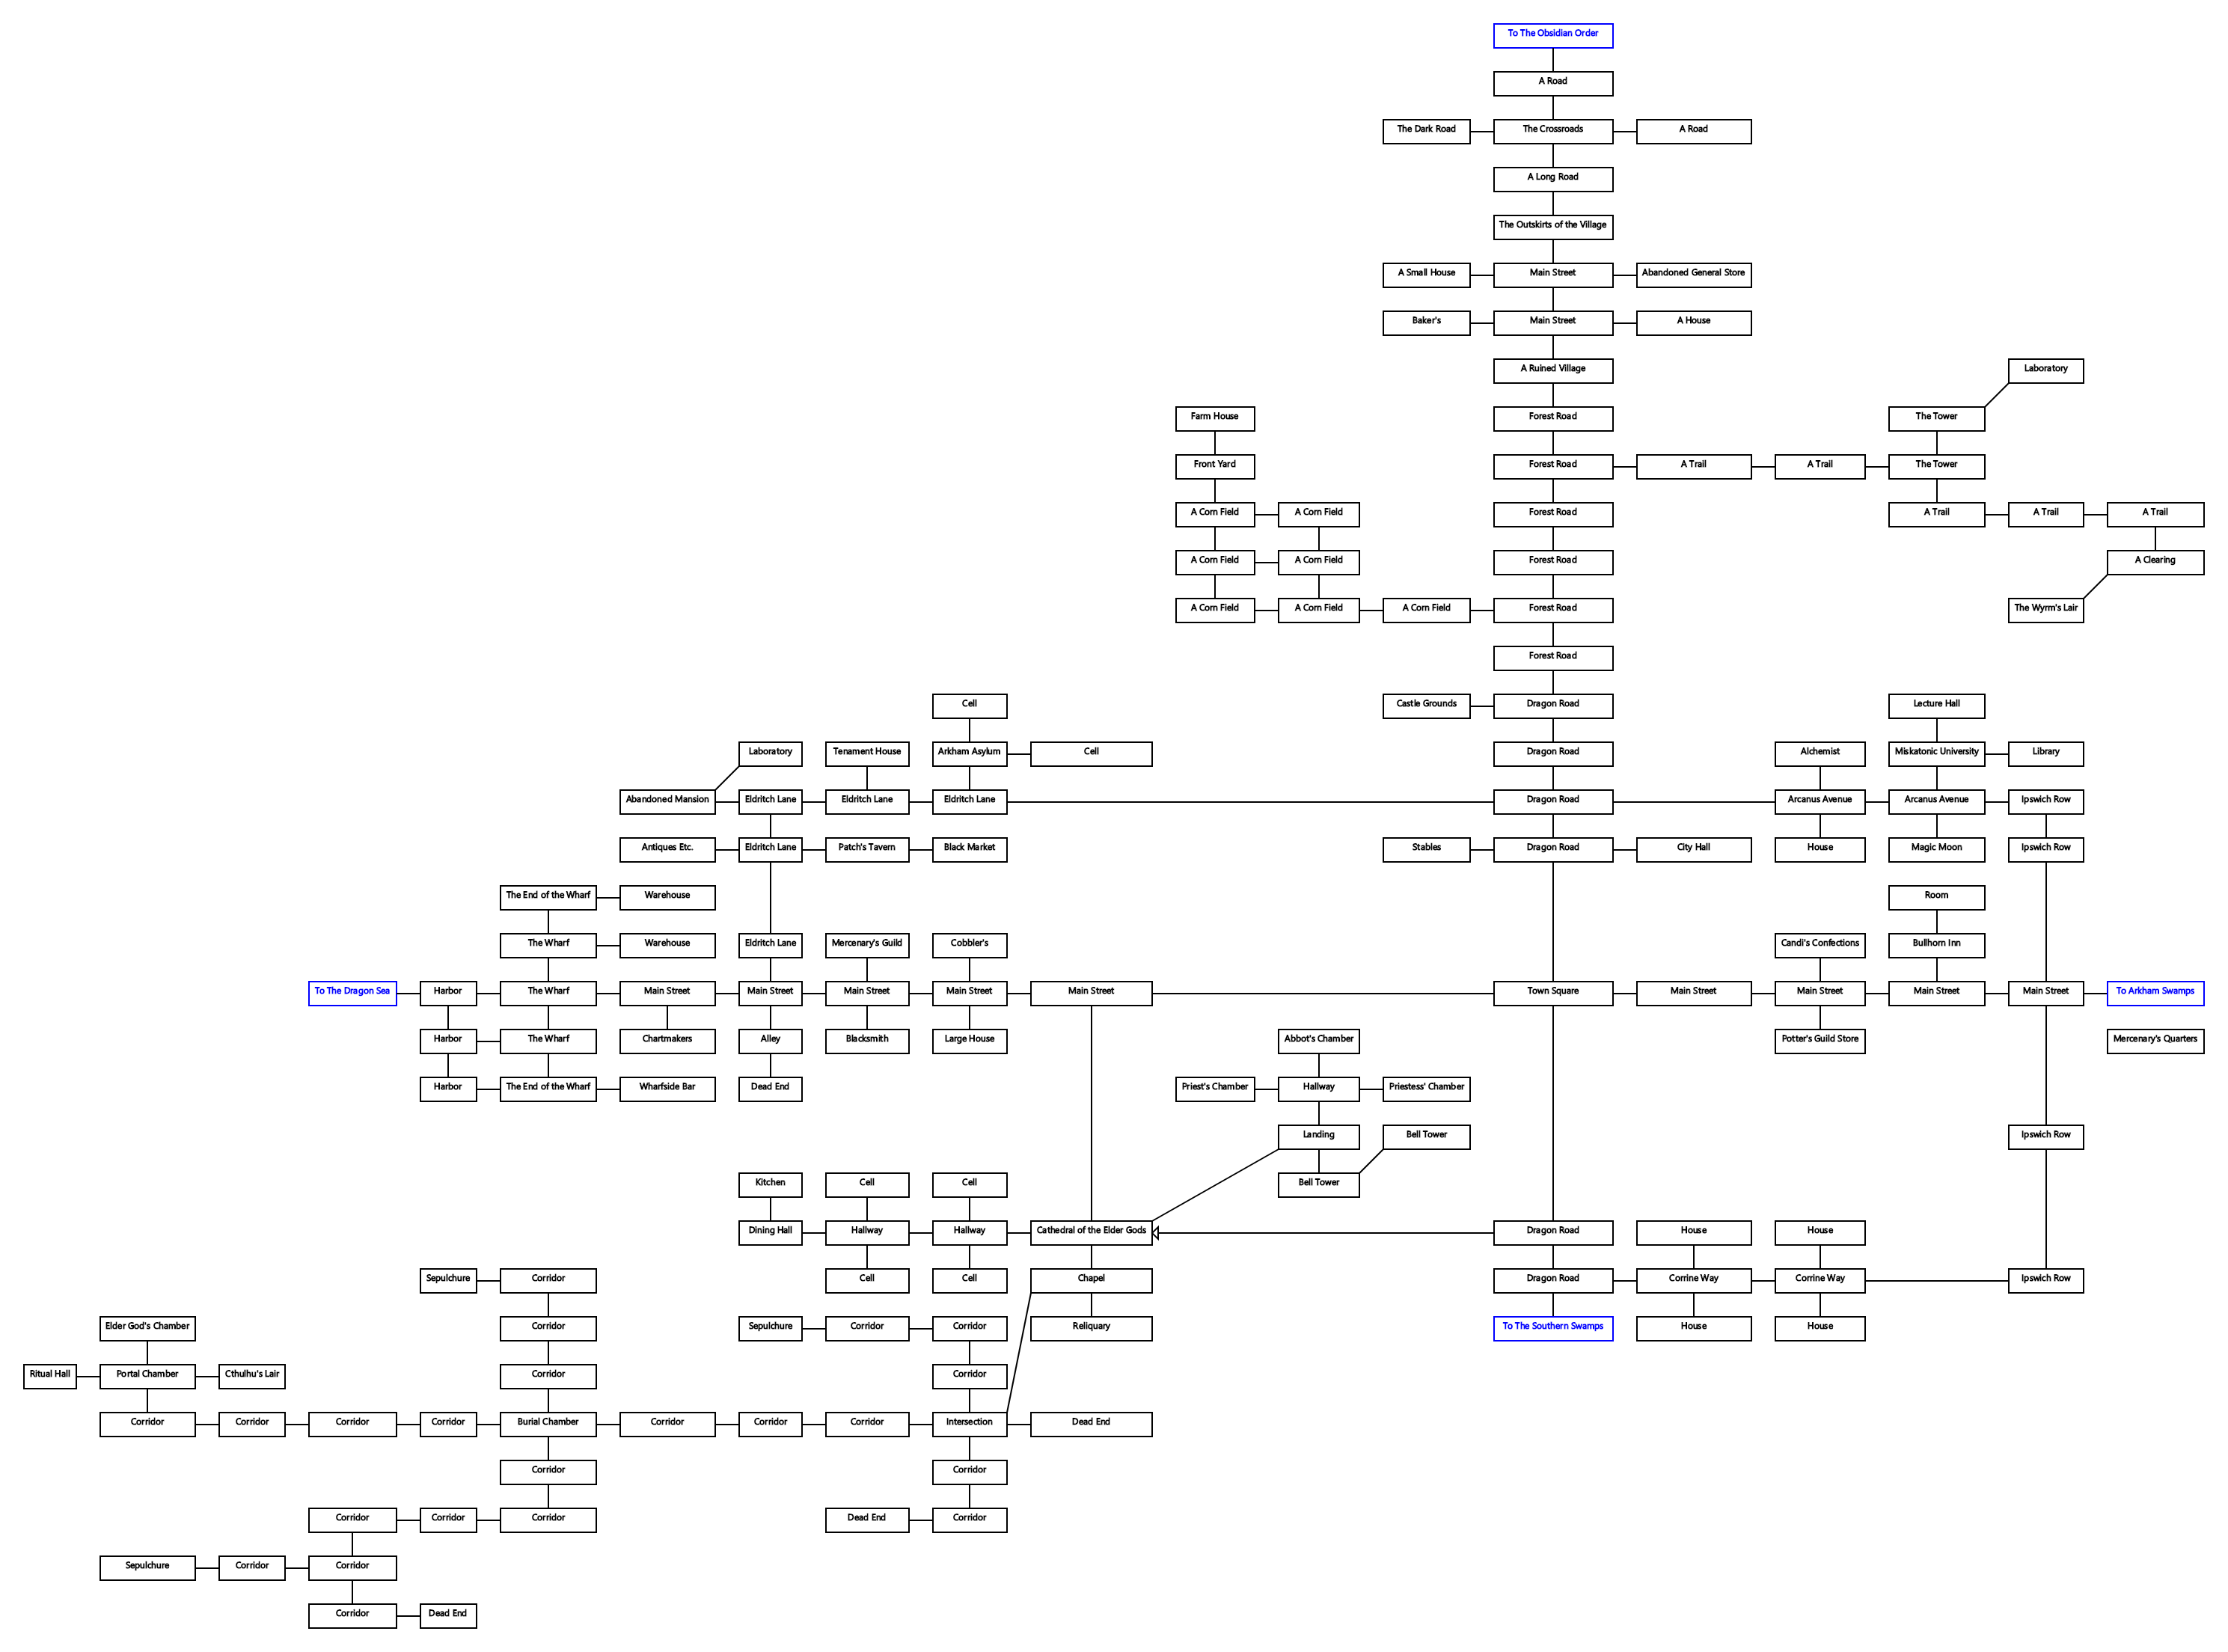 To The Obsidian Order
A Road
The Dark Road
The Crossroads
A Road
A Long Road
The Outskirts of the Village
A Small House
Main Street
Abandoned General Store
Baker's
Main Street
A House
A Ruined Village
Laboratory
Farm House
Forest Road
The Tower
Front Yard
Forest Road
A Trail
A Trail
The Tower
A Corn Field
A Corn Field
Forest Road
A Trail
A Trail
A Trail
A Corn Field
A Corn Field
Forest Road
A Clearing
A Corn Field
A Corn Field
A Corn Field
Forest Road
The Wyrm's Lair
Forest Road
Cell
Castle Grounds
Dragon Road
Lecture Hall
Laboratory
Tenament House
Arkham Asylum
Cell
Dragon Road
Alchemist
Miskatonic University
Library
Abandoned Mansion
Eldritch Lane
Eldritch Lane
Eldritch Lane
Dragon Road
Arcanus Avenue
Arcanus Avenue
Ipswich Row
Antiques Etc.
Eldritch Lane
Patch's Tavern
Black Market
Stables
Dragon Road
City Hall
House
Magic Moon
Ipswich Row
The End of the Wharf
Warehouse
Room
The Wharf
Warehouse
Eldritch Lane
Mercenary's Guild
Cobbler's
Candi's Confections
Bullhorn Inn
To The Dragon Sea
Harbor
The Wharf
Main Street
Main Street
Main Street
Main Street
Main Street
Town Square
Main Street
Main Street
Main Street
Main Street
To Arkham Swamps
Harbor
The Wharf
Chartmakers
Alley
Blacksmith
Large House
Abbot's Chamber
Potter's Guild Store
Mercenary's Quarters
Harbor
The End of the Wharf
Wharfside Bar
Dead End
Priest's Chamber
Hallway
Priestess' Chamber
Landing
Bell Tower
Ipswich Row
Kitchen
Cell
Cell
Bell Tower
Dining Hall
Hallway
Hallway
Cathedral of the Elder Gods
Dragon Road
House
House
Sepulchure
Corridor
Cell
Cell
Chapel
Dragon Road
Corrine Way
Corrine Way
Ipswich Row
Elder God's Chamber
Corridor
Sepulchure
Corridor
Corridor
Reliquary
To The Southern Swamps
House
House
Ritual Hall
Portal Chamber
Cthulhu's Lair
Corridor
Corridor
Corridor
Corridor
Corridor
Corridor
Burial Chamber
Corridor
Corridor
Corridor
Intersection
Dead End
Corridor
Corridor
Corridor
Corridor
Corridor
Dead End
Corridor
Sepulchure
Corridor
Corridor
Corridor
Dead End